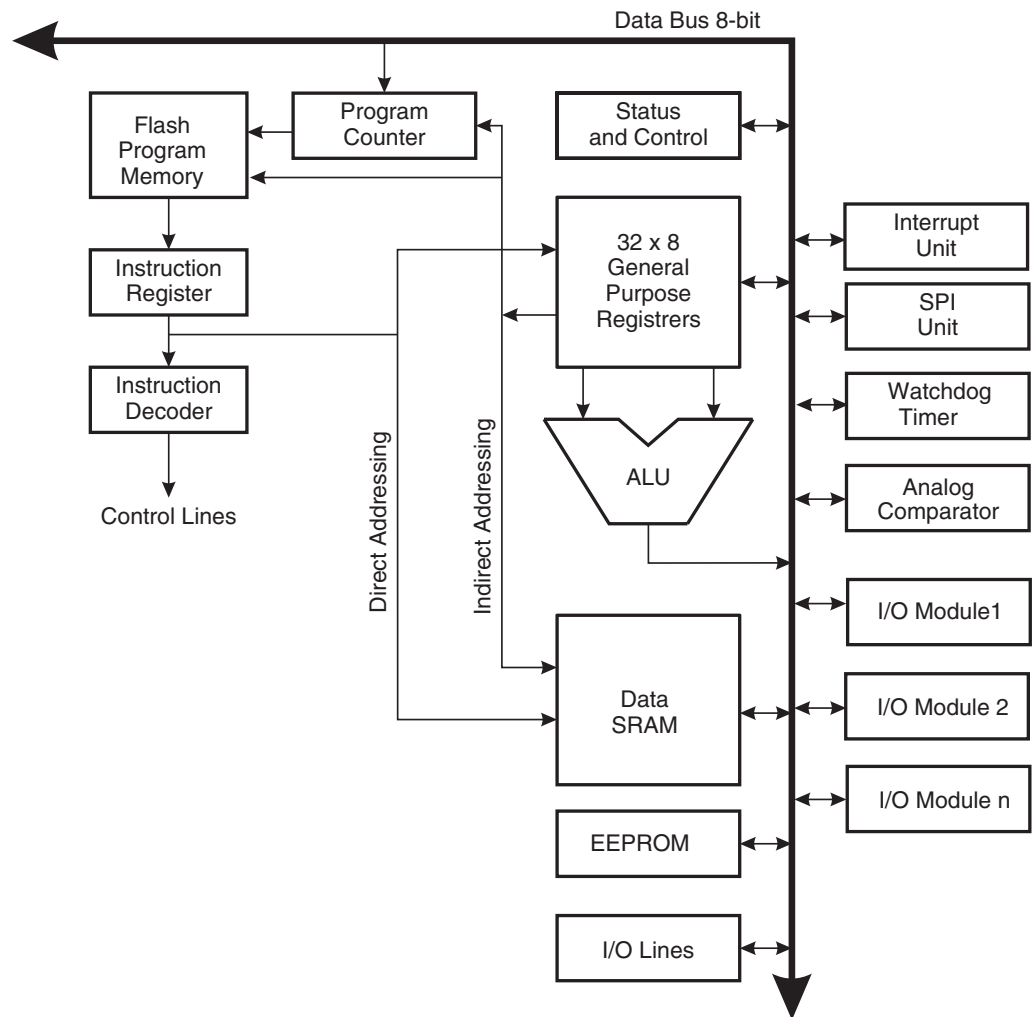 Data Bus 8-bit
Flash
Program
Memory
Program
Counter
Status
and Control
Instruction
Register
32 x 8
General
Purpose
Registrers
Interrupt
Unit
SPI
Unit
Instruction
Decoder
Watchdog
Timer
Control Lines
Direct Addressing
Indirect Addressing
ALU
Analog
Comparator
I/O Module1
Data
SRAM
I/O Module 2
I/O Module n
EEPROM
I/O Lines